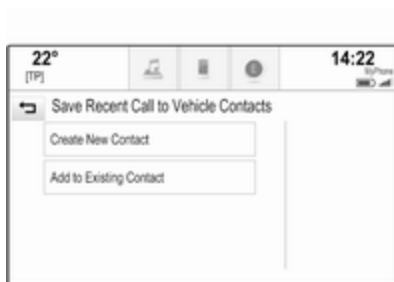 22°
14:22
[TP]
MyPhone
Save Recent Call to Vehicle Contacts
Create New Contact
Add to Existing Contact